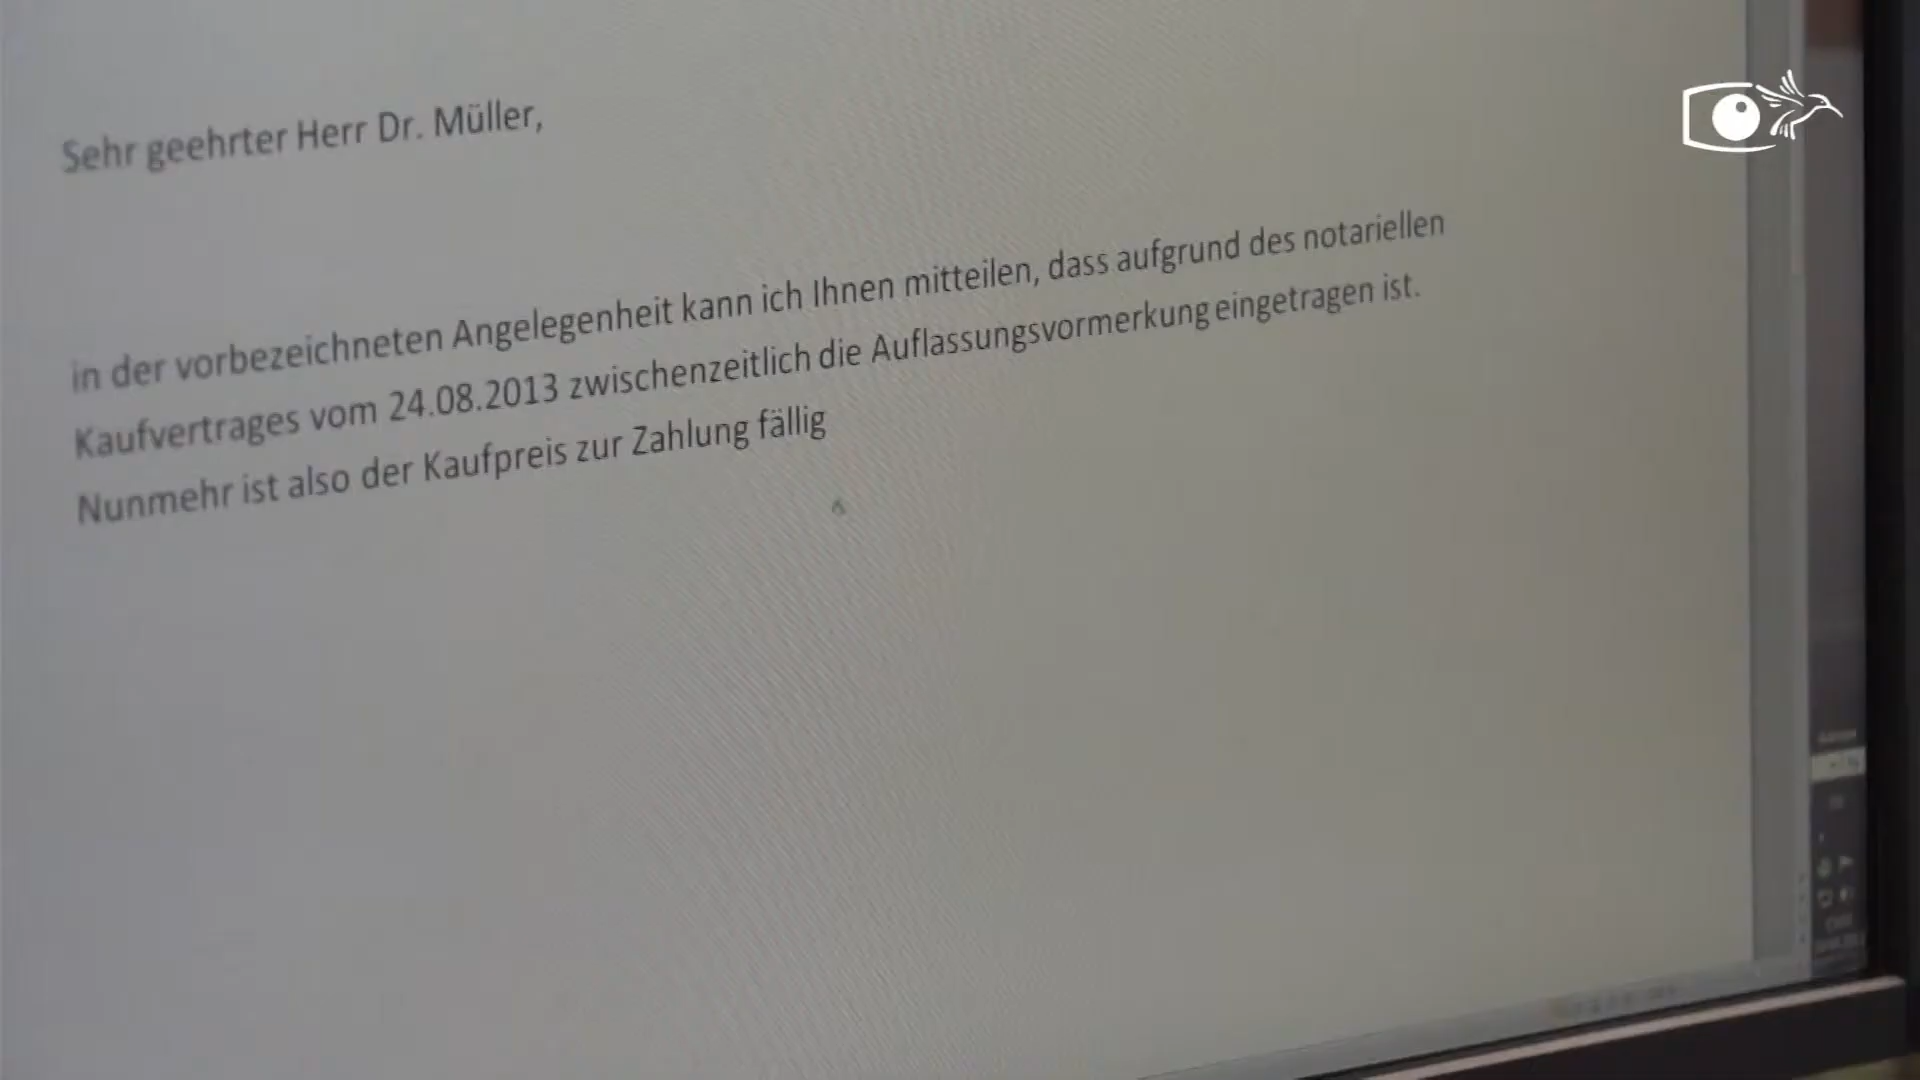 Sehr geehrter Herr Dr. Müller,
in der vorbezeichneten Angelegenheit kann ich Ihnen mitteilen, dass aufgrund des notariellen
Kaufvertrages vom 24.08.2013 zwischenzeitlich die Auflassungsvormerkung eingetragen ist.
Nunmehr ist also der Kaufpreis zur Zahlung fällig